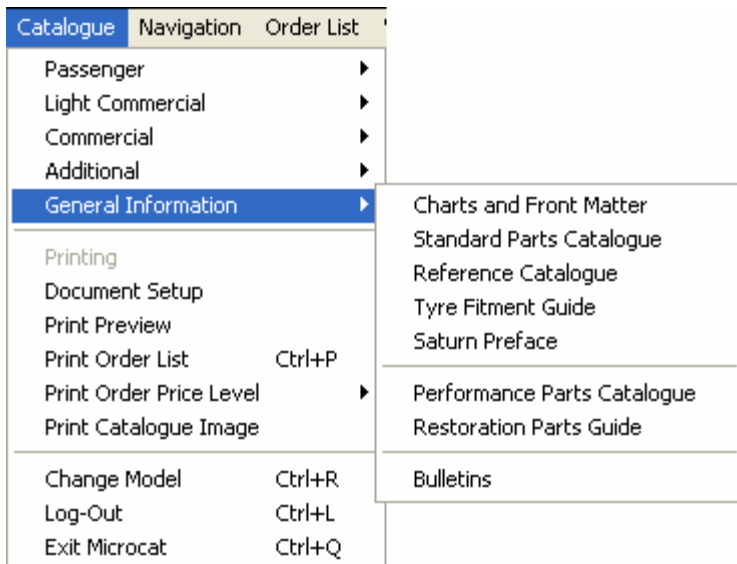 Catalogue Navigation Order List
Passenger
Light Commercial
Commercial
Additional
General Information
Printing
Document Setup
Print Preview
Print Order List Ctrl+P
Print Order Price Level
Print Catalogue Image
Change Model Ctrl+R
Log-Out Ctrl+L
Exit Microcat Ctrl+Q
Charts and Front Matter
Standard Parts Catalogue
Reference Catalogue
Tyre Fitment Guide
Saturn Preface
Performance Parts Catalogue
Restoration Parts Guide
Bulletins